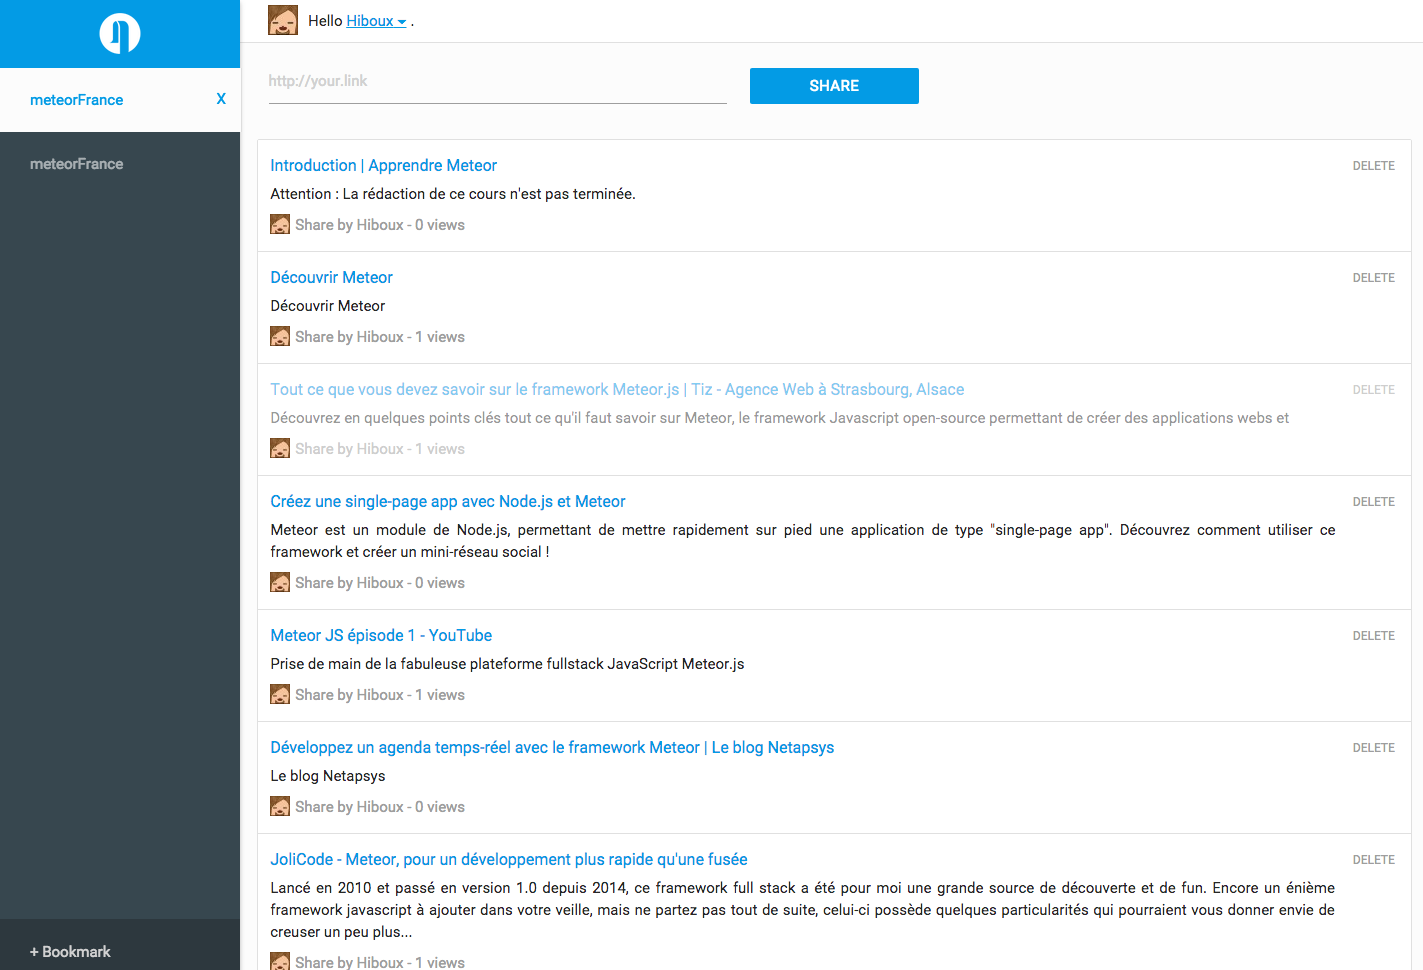 Hello Hiboux .
meteorFrance X
meteorFrance
+ Bookmark
http://your.link
SHARE
Introduction | Apprendre Meteor
DELETE
Attention : La rédaction de ce cours n'est pas terminée.
Share by Hiboux - 0 views
Découvrir Meteor
DELETE
Découvrir Meteor
Share by Hiboux - 1 views
Tout ce que vous devez savoir sur le framework Meteor.js | Tiz - Agence Web à Strasbourg, Alsace
DELETE
Découvrez en quelques points clés tout ce qu'il faut savoir sur Meteor, le framework Javascript open-source permettant de créer des applications webs et
Share by Hiboux - 1 views
Créez une single-page app avec Node.js et Meteor
DELETE
Meteor est un module de Node.js, permettant de mettre rapidement sur pied une application de type "single-page app". Découvrez comment utiliser ce
framework et créer un mini-réseau social !
Share by Hiboux - 0 views
Meteor JS épisode 1 - YouTube
DELETE
Prise de main de la fabuleuse plateforme fullstack JavaScript Meteor.js
Share by Hiboux - 1 views
Développez un agenda temps-réel avec le framework Meteor | Le blog Netapsys
DELETE
Le blog Netapsys
Share by Hiboux - 0 views
JoliCode - Meteor, pour un développement plus rapide qu'une fusée
DELETE
Lancé en 2010 et passé en version 1.0 depuis 2014, ce framework full stack a été pour moi une grande source de découverte et de fun. Encore un énième
framework javascript à ajouter dans votre veille, mais ne partez pas tout de suite, celui-ci possède quelques particularités qui pourraient vous donner envie de
creuser un peu plus...
Share by Hiboux - 1 views